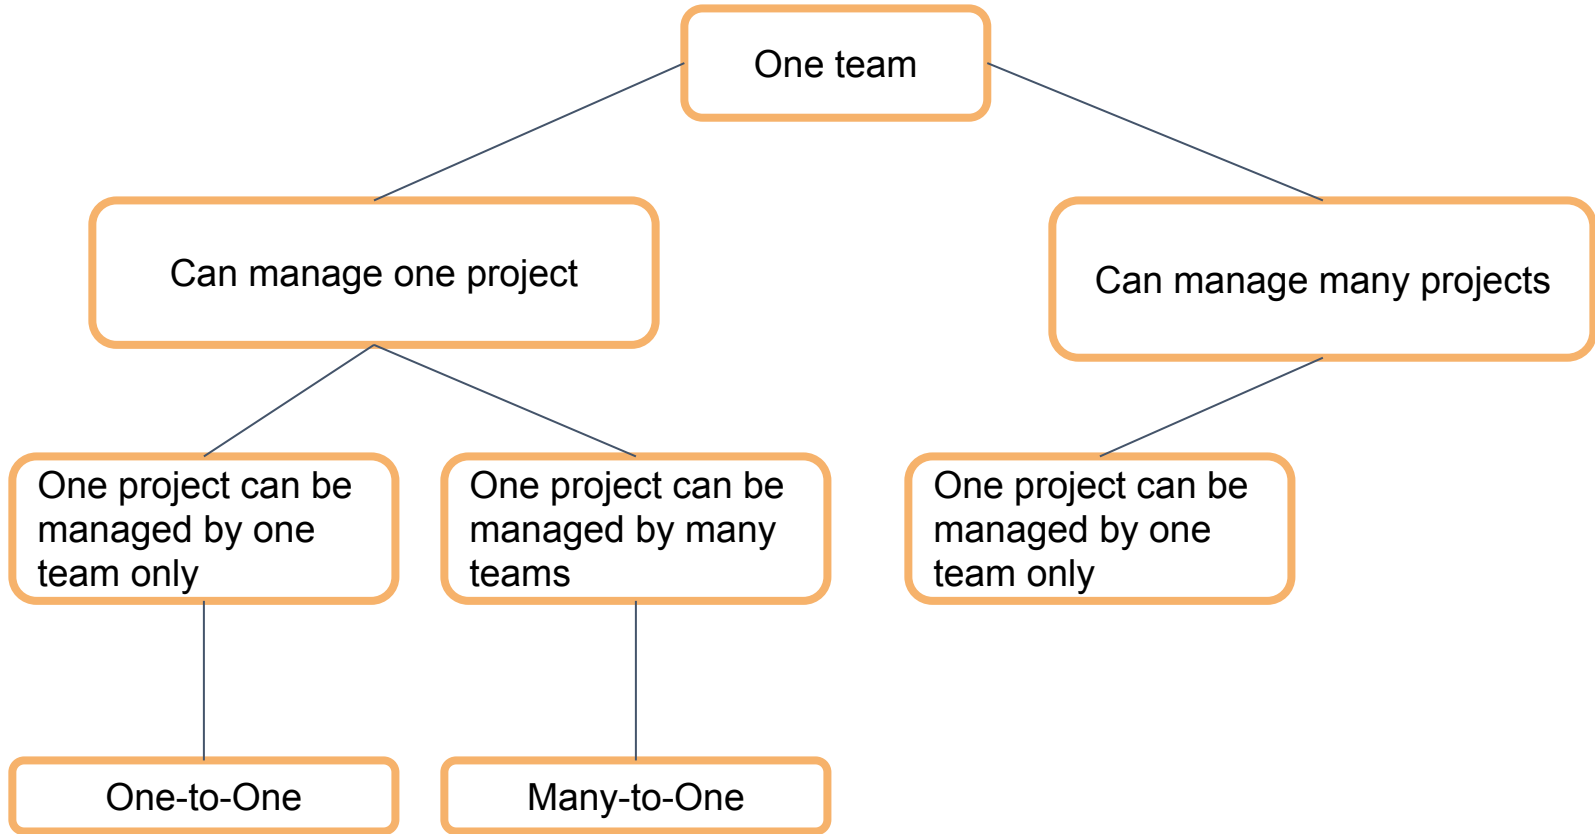 One team
Can manage one project
Can manage many projects
One project can be
managed by one
team only
One project can be
managed by many
teams
One project can be
managed by one
team only
One-to-One
Many-to-One